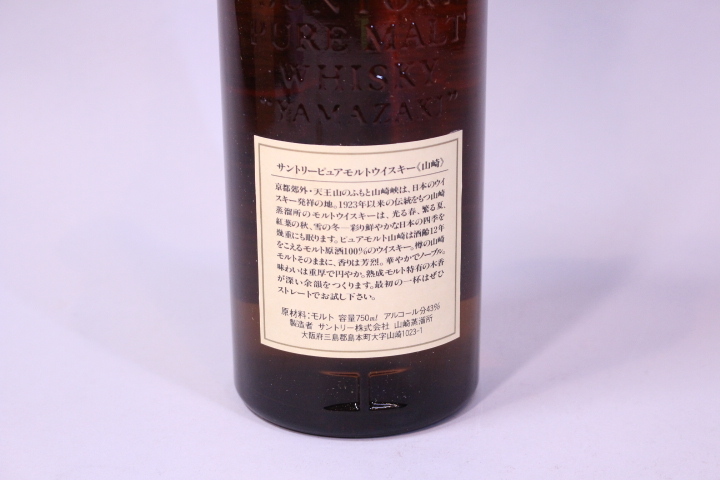 SUNTORY
PURE MALT
WHISKY
"YAMAZAKI"
サントリーピュアモルトウイスキー《山崎》
京都郊外・天王山のふもと山崎峡は、日本のウイ
スキー発祥の地。1923年以来の伝統をもつ山崎
蒸溜所のモルトウイスキーは、光る春、繁る夏、
紅葉の秋、雪の冬─彩り鮮やかな日本の四季を
幾重にも眠ります。ピュアモルト山崎は酒齢12年
をこえるモルト原酒100%のウイスキー。樽の山崎
モルトそのままに、香りは芳烈。華やかでノーブル。
味わいは重厚で円やか。熟成モルト特有の木香
が深い余韻をつくります。最初の一杯はぜひ
ストレートでお試し下さい。
原材料:モルト 容量750ml アルコール分43%
製造者 サントリー株式会社 山崎蒸溜所
大阪府三島郡島本町大字山崎1023-1